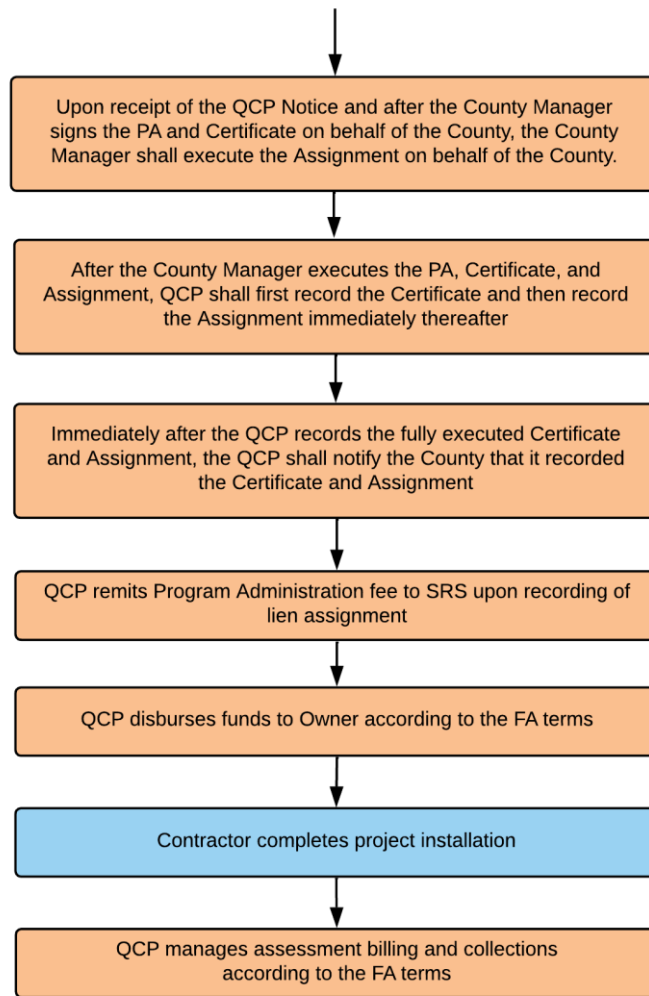 Upon receipt of the QCP Notice and after the County Manager
signs the PA and Certificate on behalf of the County, the County
Manager shall execute the Assignment on behalf of the County.
After the County Manager executes the PA, Certificate, and
Assignment, QCP shall first record the Certificate and then record
the Assignment immediately thereafter
Immediately after the QCP records the fully executed Certificate
and Assignment, the QCP shall notify the County that it recorded
the Certificate and Assignment
QCP remits Program Administration fee to SRS upon recording of
lien assignment
QCP disburses funds to Owner according to the FA terms
Contractor completes project installation
QCP manages assessment billing and collections
according to the FA terms